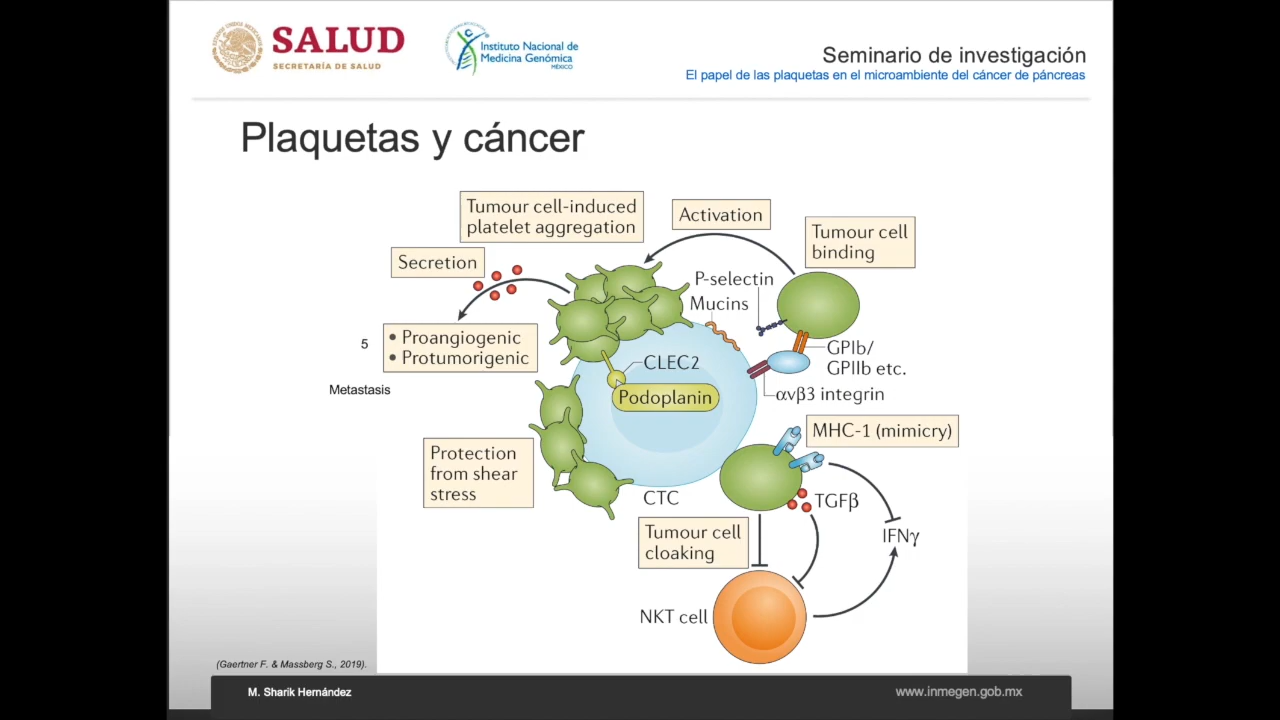 SALUD
SECRETARÍA DE SALUD
Instituto Nacional de
Medicina Genómica
MÉXICO
Seminario de investigación
El papel de las plaquetas en el microambiente del cáncer de páncreas
Plaquetas y cáncer
Tumour cell-induced
platelet aggregation
Activation
Tumour cell
binding
Secretion
P-selectin
Mucins
5
• Proangiogenic
• Protumorigenic
GPIb/
GPIIb etc.
CLEC2
Metastasis
Podoplanin
αvβ3 integrin
MHC-1 (mimicry)
Protection
from shear
stress
CTC
TGFβ
Tumour cell
cloaking
IFNγ
NKT cell
(Gaertner F. & Massberg S., 2019).
M. Sharik Hernández
www.inmegen.gob.mx